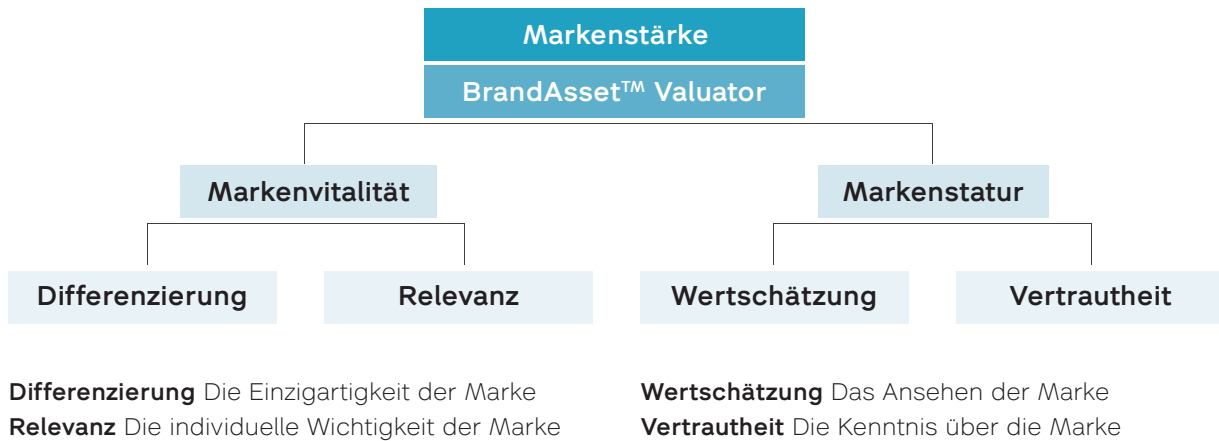 Markenstärke
BrandAsset™ Valuator
Markenvitalität
Markenstatur
Differenzierung
Relevanz
Wertschätzung
Vertrautheit
Differenzierung Die Einzigartigkeit der Marke
Relevanz Die individuelle Wichtigkeit der Marke
Wertschätzung Das Ansehen der Marke
Vertrautheit Die Kenntnis über die Marke